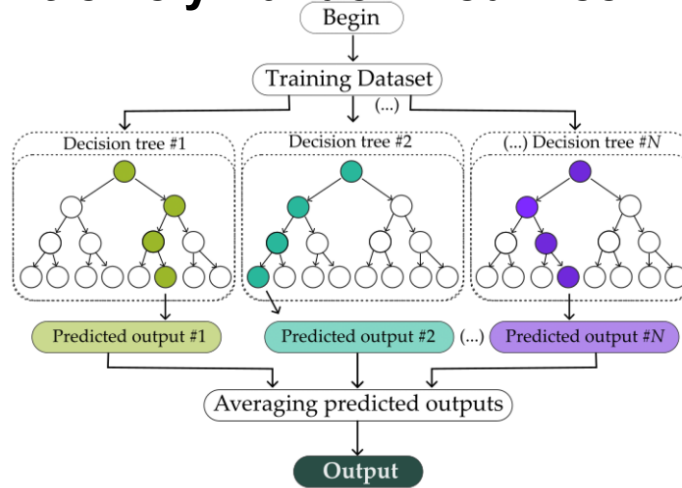 Begin
Training Dataset
(...)
Decision tree #1
Decision tree #2
(...) Decision tree #N
Predicted output #1
Predicted output #2
(...)
Predicted output #N
Averaging predicted outputs
Output